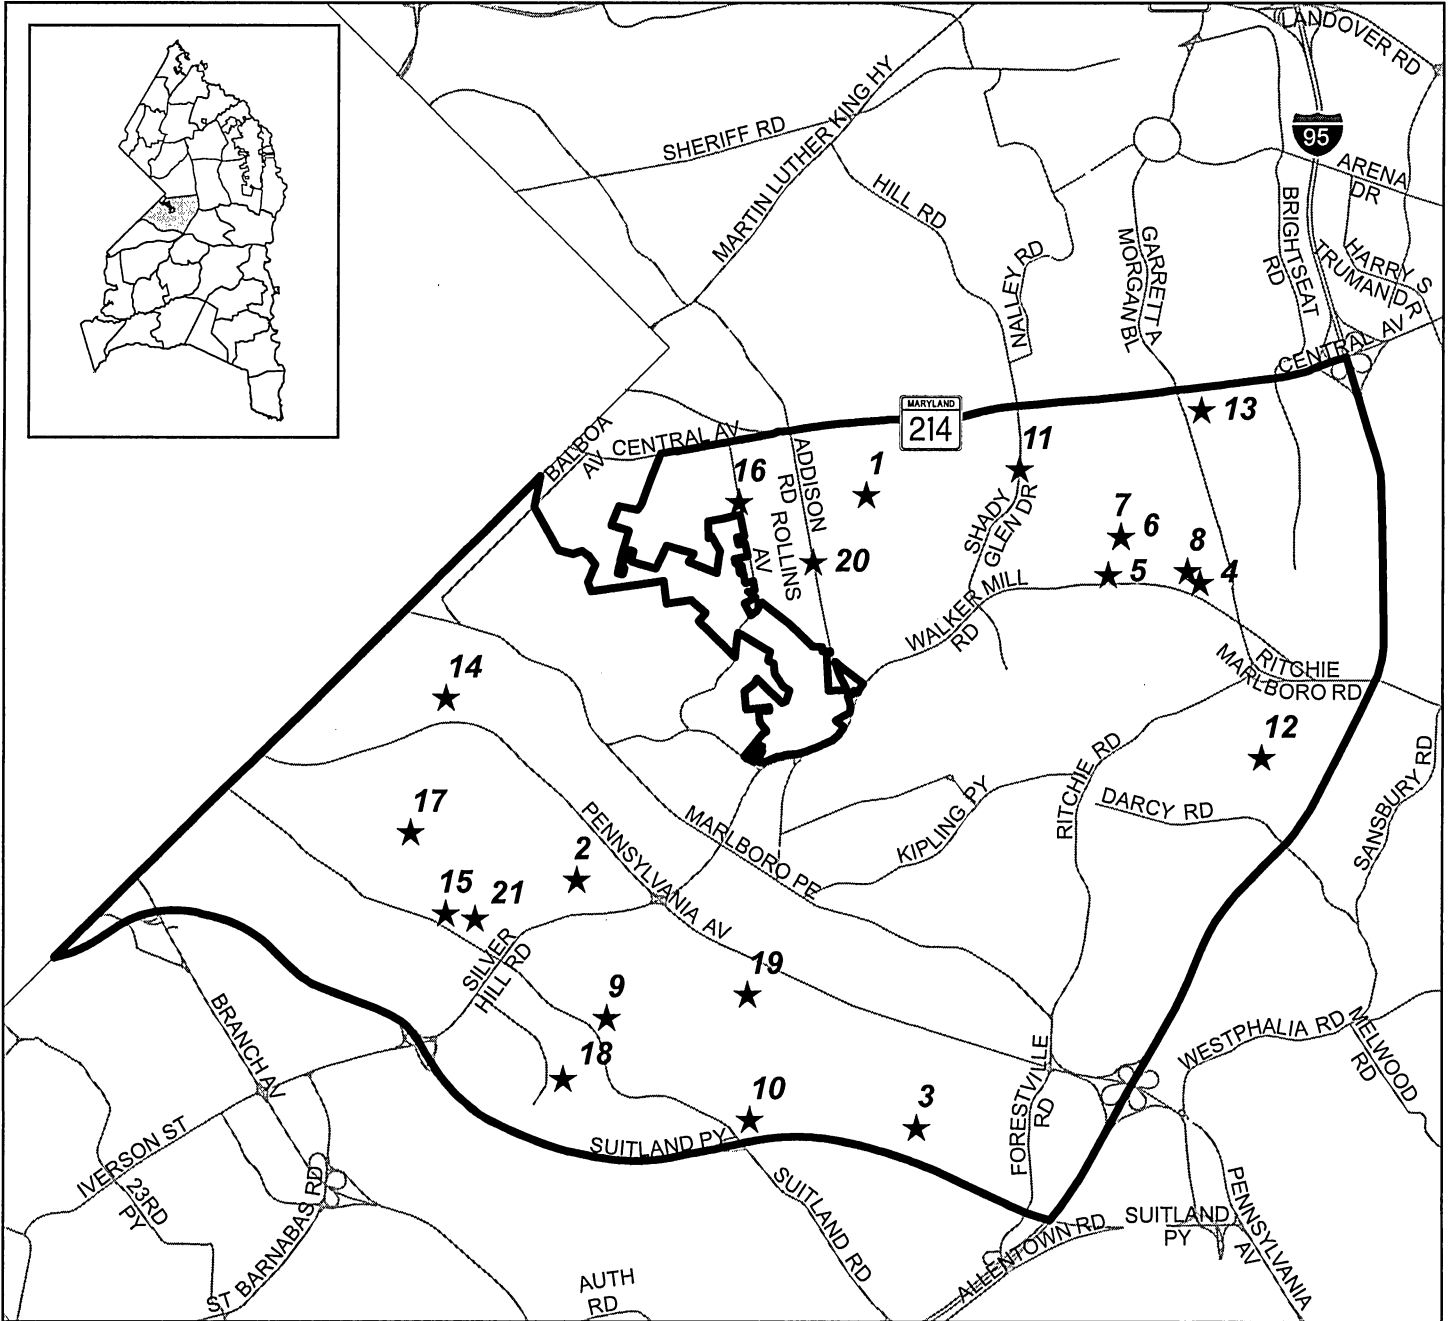 LANDOVER RD
SHERIFF RD
MARTIN LUTHER KING HY
95
ARENA
DR
HILL RD
NALLEY RD
GARRETT A
MORGAN BL
BRIGHTSEAT
RD
HARRY S
TRUMAN DR
CENTRAL AV
MARYLAND
214
13
BALBOA
AV
CENTRAL AV
16
ADDISON
RD
ROLLINS
AV
1
11
SHADY
GLEN DR
7
6
8
20
5
4
WALKER MILL
RD
RITCHIE
MARLBORO RD
14
12
RITCHIE RD
DARCY RD
SANSBURY RD
KIPLING PY
17
PENNSYLVANIA AV
MARLBORO PE
2
15
21
SILVER
HILL RD
19
9
18
BRANCH AV
10
3
FORESTVILLE
RD
WESTPHALIA RD
MELWOOD
RD
SUITLAND PY
IVERSON ST
23RD
PY
ST BARNABAS RD
SUITLAND RD
ALLENTOWN RD
SUITLAND
PY
PENNSYLVANIA
AV
AUTH
RD